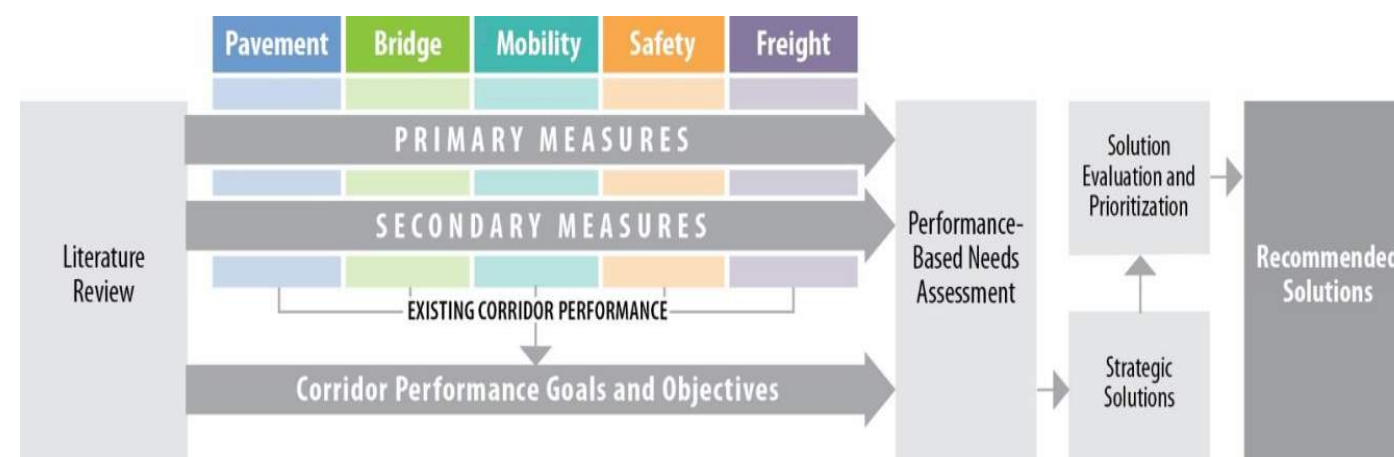 Pavement
Bridge
Mobility
Safety
Freight
Literature
Review
PRIMARY MEASURES
SECONDARY MEASURES
EXISTING CORRIDOR PERFORMANCE
Corridor Performance Goals and Objectives
Performance-
Based Needs
Assessment
Solution
Evaluation and
Prioritization
Strategic
Solutions
Recommended
Solutions